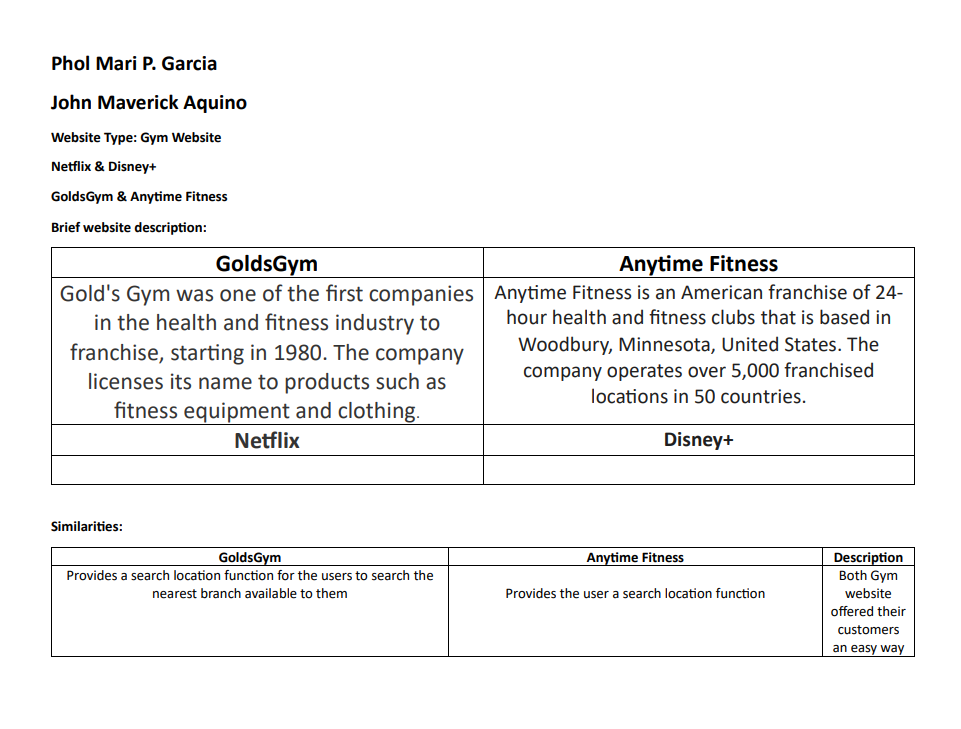 Phol Mari P. Garcia
John Maverick Aquino
Website Type: Gym Website
Netflix & Disney+
GoldsGym & Anytime Fitness
Brief website description:
GoldsGym
Anytime Fitness
Gold's Gym was one of the first companies
in the health and fitness industry to
franchise, starting in 1980. The company
licenses its name to products such as
fitness equipment and clothing.
Anytime Fitness is an American franchise of 24-
hour health and fitness clubs that is based in
Woodbury, Minnesota, United States. The
company operates over 5,000 franchised
locations in 50 countries.
Netflix
Disney+
Similarities:
GoldsGym
Anytime Fitness
Description
Provides a search location function for the users to search the
nearest branch available to them
Provides the user a search location function
Both Gym
website
offered their
customers
an easy way